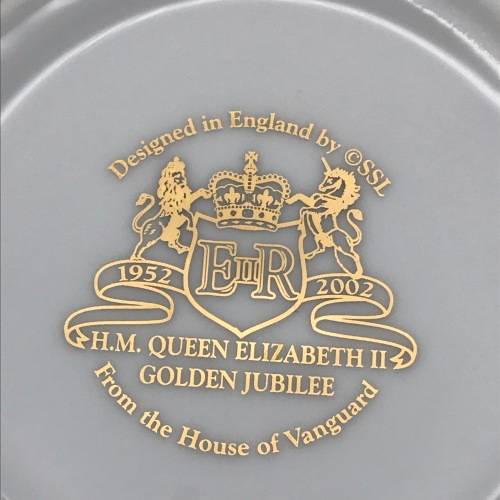 Designed in England by ©SSL
EIIR
1952
2002
H.M. QUEEN ELIZABETH II
GOLDEN JUBILEE
From the House of Vanguard